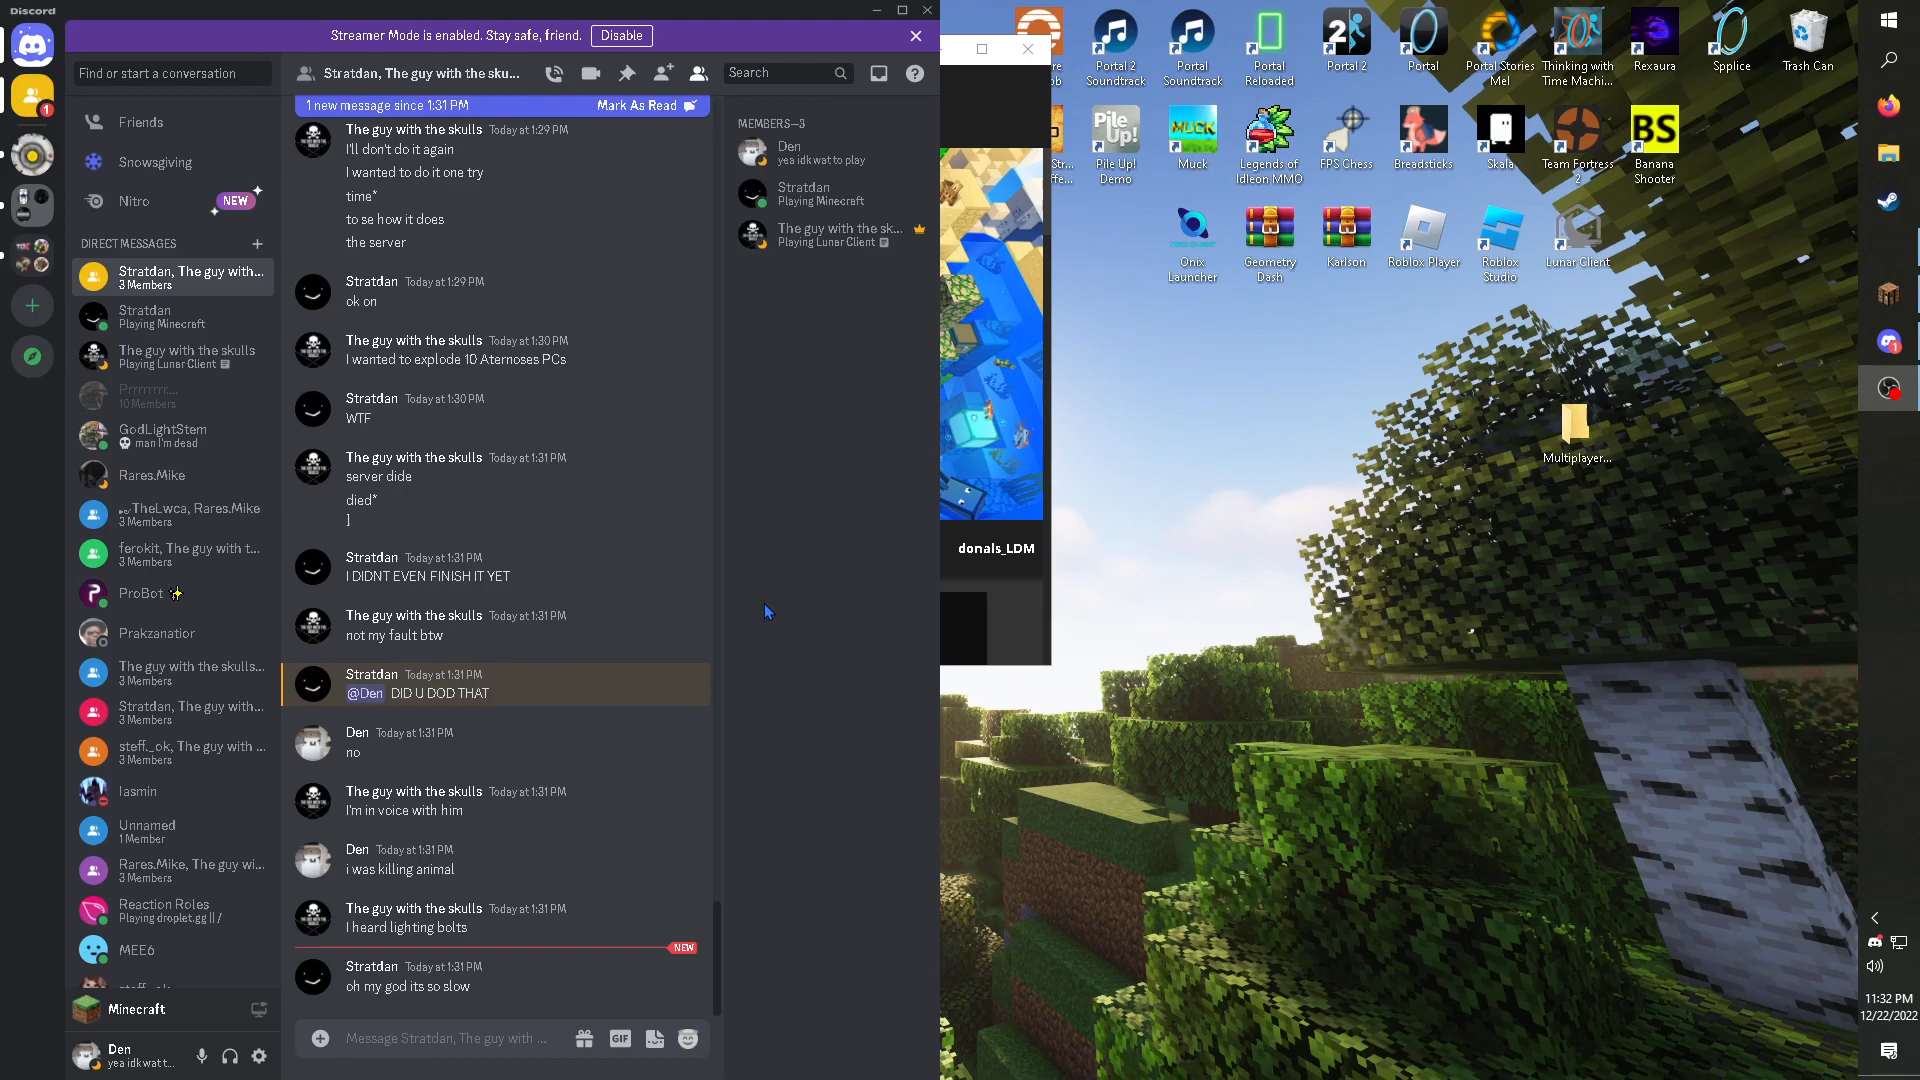 Discord
Streamer Mode is enabled. Stay safe, friend.
Disable
Find or start a conversation
Stratdan, The guy with the sku...
Search
1
Friends
Snowsgiving
Nitro
NEW
DIRECT MESSAGES
Stratdan, The guy with...
3 Members
Stratdan
Playing Minecraft
The guy with the skulls
Playing Lunar Client
Prrrrrrrr....
10 Members
GodLightStem
man I'm dead
Rares.Mike
TheLwca, Rares.Mike
3 Members
ferokit, The guy with t...
3 Members
ProBot
Prakzanatior
The guy with the skulls...
3 Members
Stratdan, The guy with...
3 Members
steff._ok, The guy with ...
3 Members
Iasmin
Unnamed
1 Member
Rares.Mike, The guy wi...
3 Members
Reaction Roles
Playing droplet.gg || /
MEE6
Minecraft
Den
yea idk wat t...
1 new message since 1:31 PM
Mark As Read
The guy with the skulls Today at 1:29 PM
I'll don't do it again
I wanted to do it one try
time*
to se how it does
the server
Stratdan Today at 1:29 PM
ok on
The guy with the skulls Today at 1:30 PM
I wanted to explode 10 Aternoses PCs
Stratdan Today at 1:30 PM
WTF
The guy with the skulls Today at 1:31 PM
server dide
died*
]
Stratdan Today at 1:31 PM
I DIDNT EVEN FINISH IT YET
The guy with the skulls Today at 1:31 PM
not my fault btw
Stratdan Today at 1:31 PM
@Den DID U DOD THAT
Den Today at 1:31 PM
no
The guy with the skulls Today at 1:31 PM
I'm in voice with him
Den Today at 1:31 PM
i was killing animal
The guy with the skulls Today at 1:31 PM
I heard lighting bolts
NEW
Stratdan Today at 1:31 PM
oh my god its so slow
Message Stratdan, The guy with ...
GIF
MEMBERS—3
Den
yea idk wat to play
Stratdan
Playing Minecraft
The guy with the sk...
Playing Lunar Client
donals_LDM
Portal 2
Soundtrack
Portal
Soundtrack
Portal
Reloaded
2
Portal 2
Portal
Portal Stories
Mel
Thinking with
Time Machi...
Rexaura
Spplice
Trash Can
Pile
Up!
Pile Up!
Demo
MUCK
Muck
Legends of
Idleon MMO
FPS Chess
Breadsticks
Skala
Team Fortress
2
BS
Banana
Shooter
Onix
Launcher
Geometry
Dash
Karlson
Roblox Player
Roblox
Studio
Lunar Client
Multiplayer...
1
11:32 PM
12/22/2022